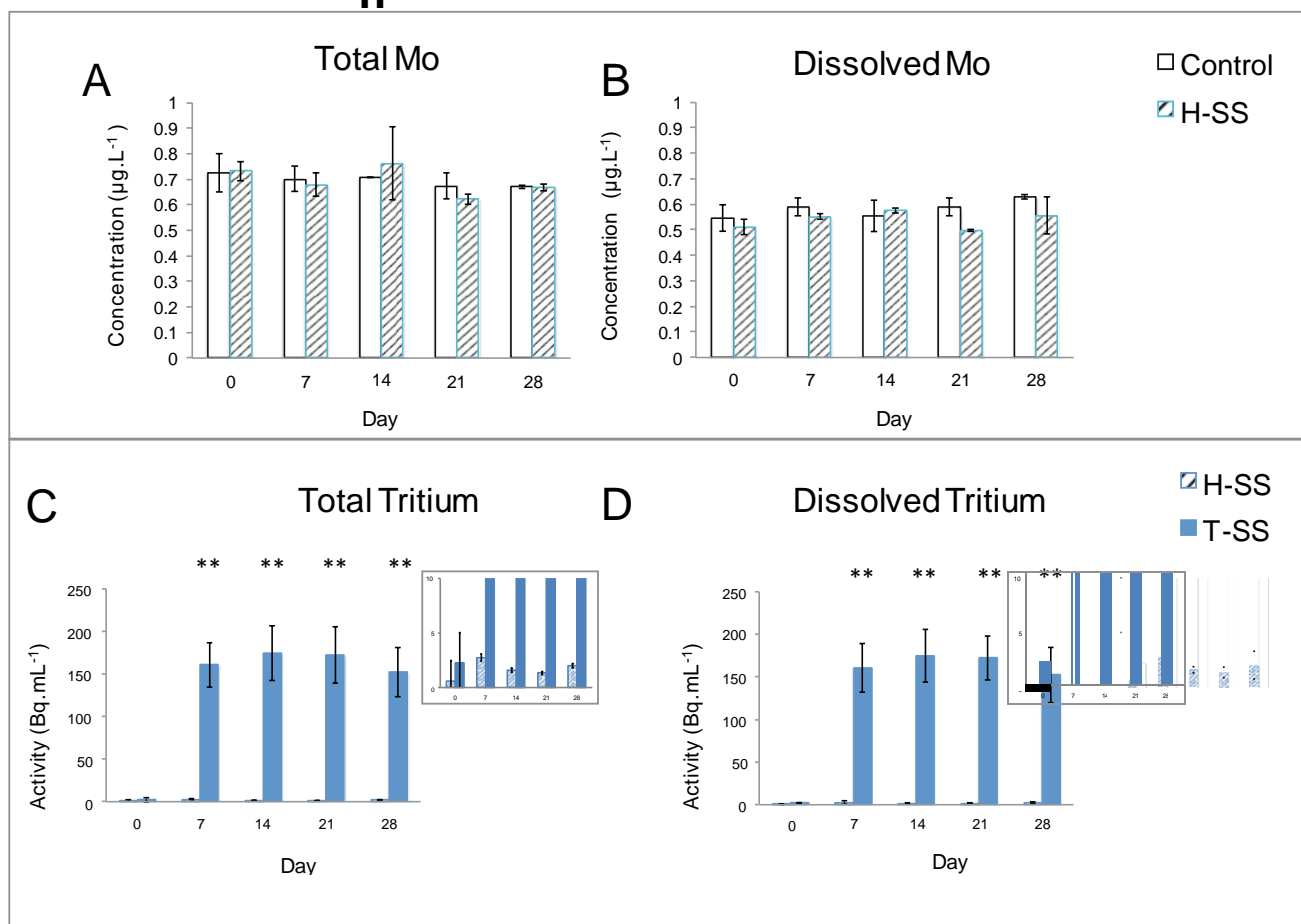 A
Total Mo
Concentration (µg.L-1)
1
0.9
0.8
0.7
0.6
0.5
0.4
0.3
0.2
0.1
0
0 7 14 21 28
Day
B
Dissolved Mo
Control
H-SS
Concentration (µg.L-1)
1
0.9
0.8
0.7
0.6
0.5
0.4
0.3
0.2
0.1
0
0 7 14 21 28
Day
C
Total Tritium
** ** ** **
Activity (Bq.mL-1)
250
200
150
100
50
0
0 7 14 21 28
Day
10
5
0
0 7 14 21 28
D
Dissolved Tritium
H-SS
T-SS
** ** ** **
Activity (Bq.mL-1)
250
200
150
100
50
0
0 7 14 21 28
Day
10
5
0 7 14 21 28